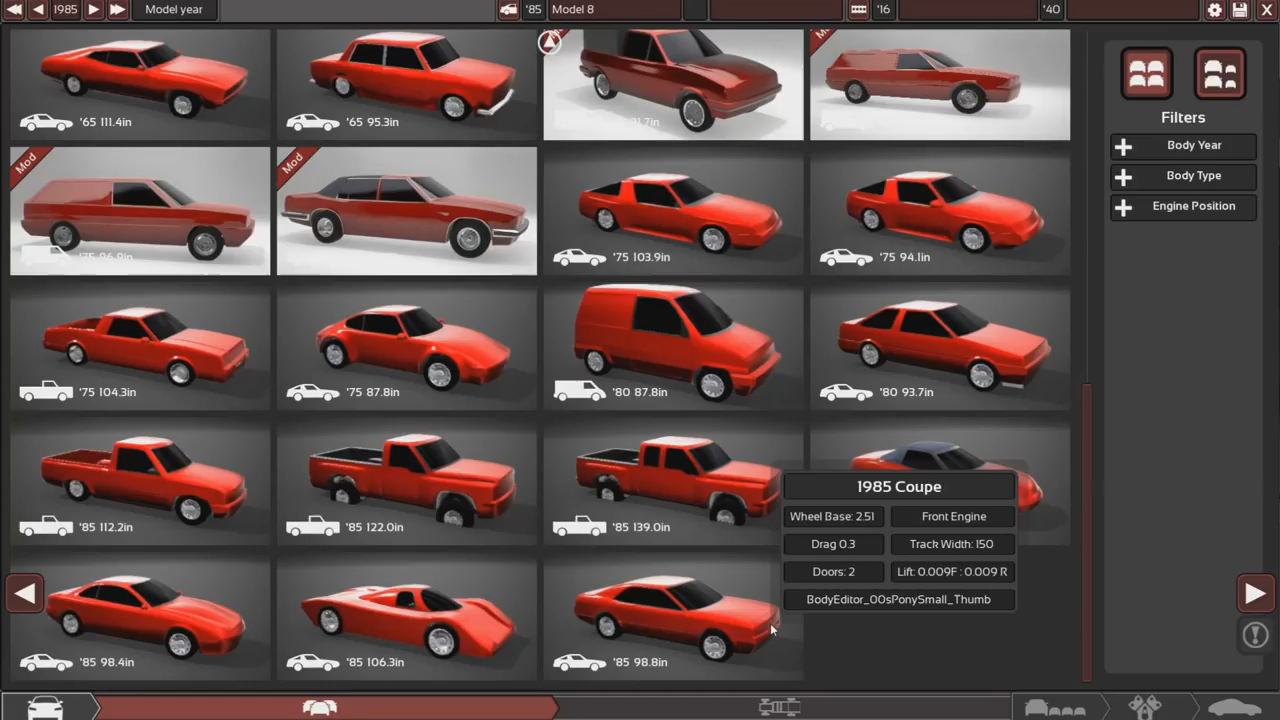 1985 Model year '85 Model 8 '16 '40
'65 111.4in
'65 95.3in
Mod
Mod
'75 96.9in
'75 103.9in
'75 94.1in
'75 104.3in
'75 87.8in
'80 87.8in
'80 93.7in
'85 112.2in
'85 122.0in
'85 139.0in
'85 98.4in
'85 106.3in
'85 98.8in
1985 Coupe
Wheel Base: 2.51 Front Engine
Drag 0.3 Track Width: 150
Doors: 2 Lift: 0.009F : 0.009 R
BodyEditor_00sPonySmall_Thumb
Filters
Body Year
Body Type
Engine Position